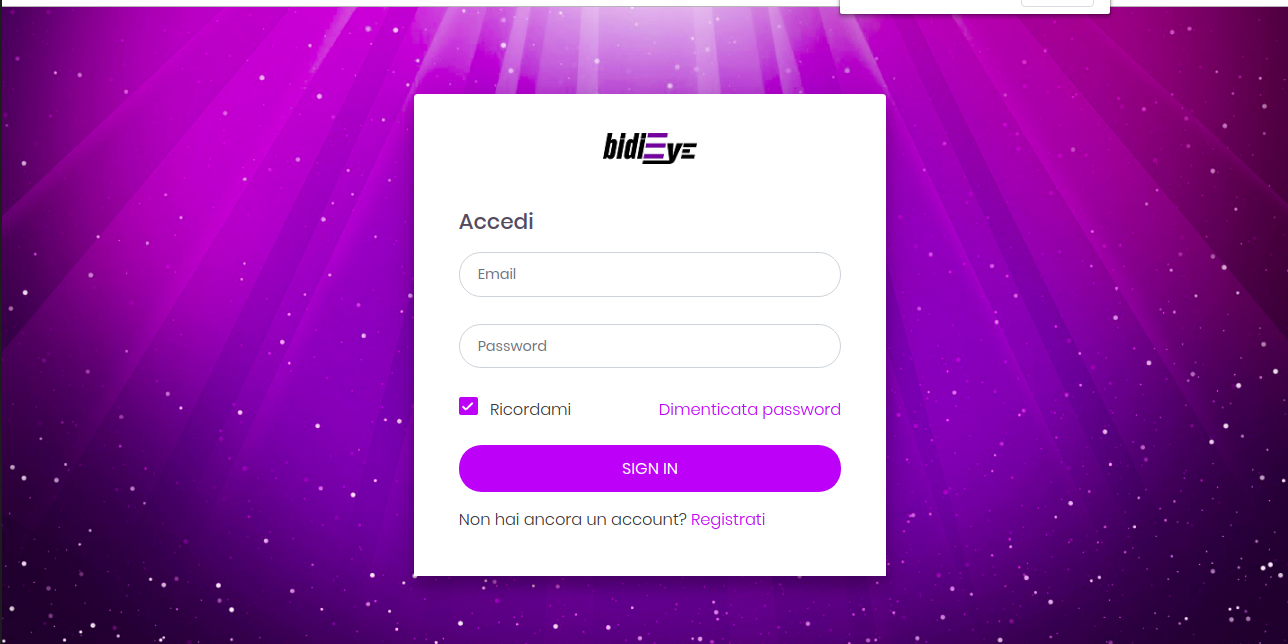 bidiEye
Accedi
Email
Password
Ricordami
Dimenticata password
SIGN IN
Non hai ancora un account? Registrati